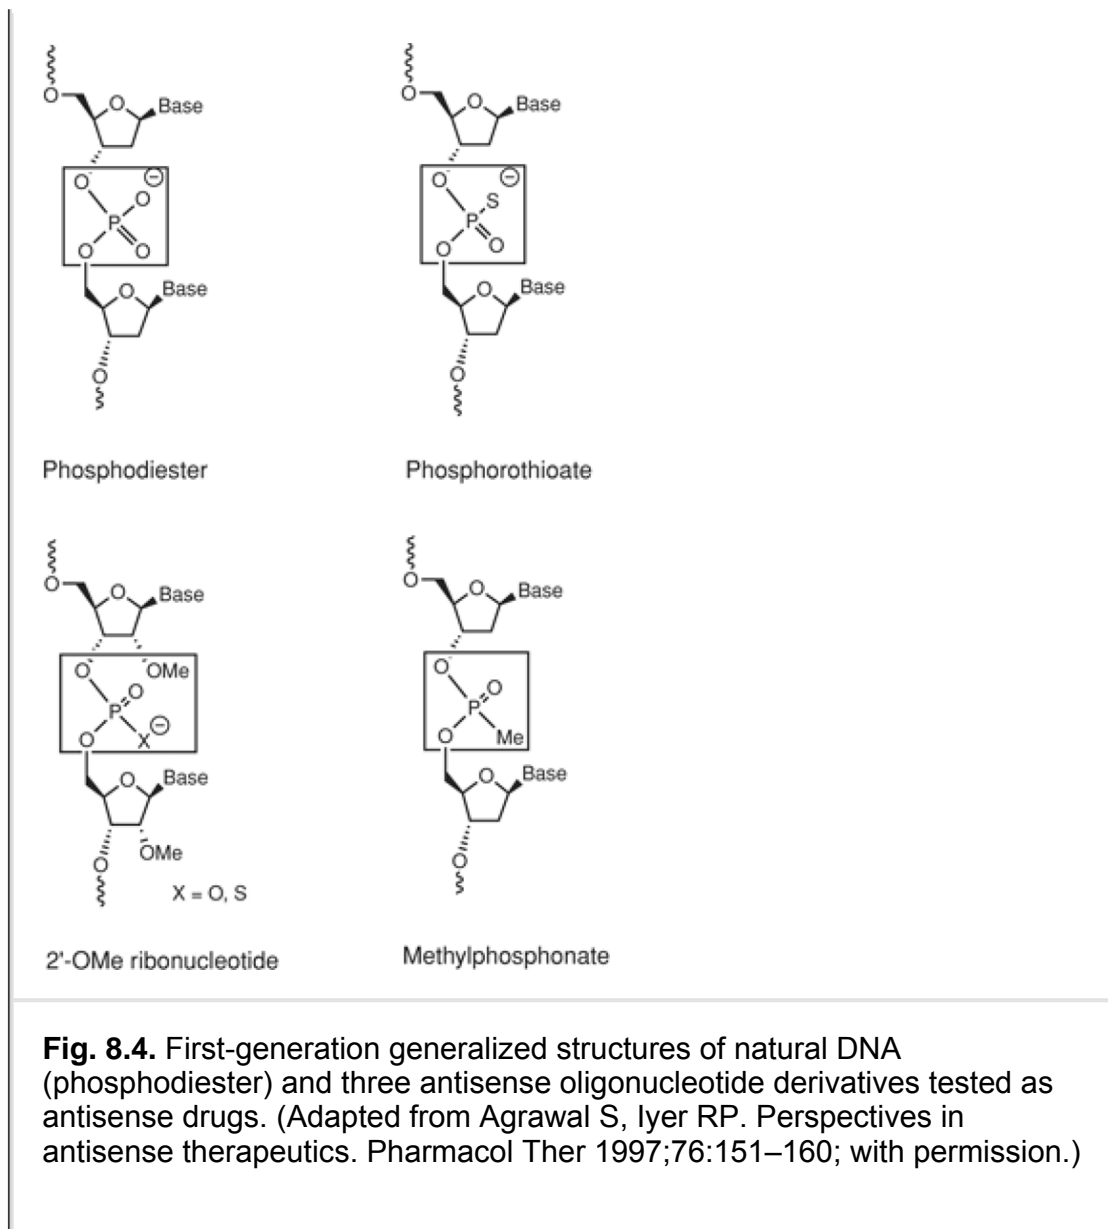 O
O
Base
O
⊖
O
P
O
O
O
Base
O
Phosphodiester
O
O
Base
O
⊖
S
P
O
O
O
Base
O
Phosphorothioate
O
O
Base
O
OMe
O
P
⊖
O
X
O
Base
OMe
O
X = O, S
2'-OMe ribonucleotide
O
O
Base
O
O
P
O
Me
O
Base
O
Methylphosphonate
Fig. 8.4. First-generation generalized structures of natural DNA
(phosphodiester) and three antisense oligonucleotide derivatives tested as
antisense drugs. (Adapted from Agrawal S, Iyer RP. Perspectives in
antisense therapeutics. Pharmacol Ther 1997;76:151–160; with permission.)